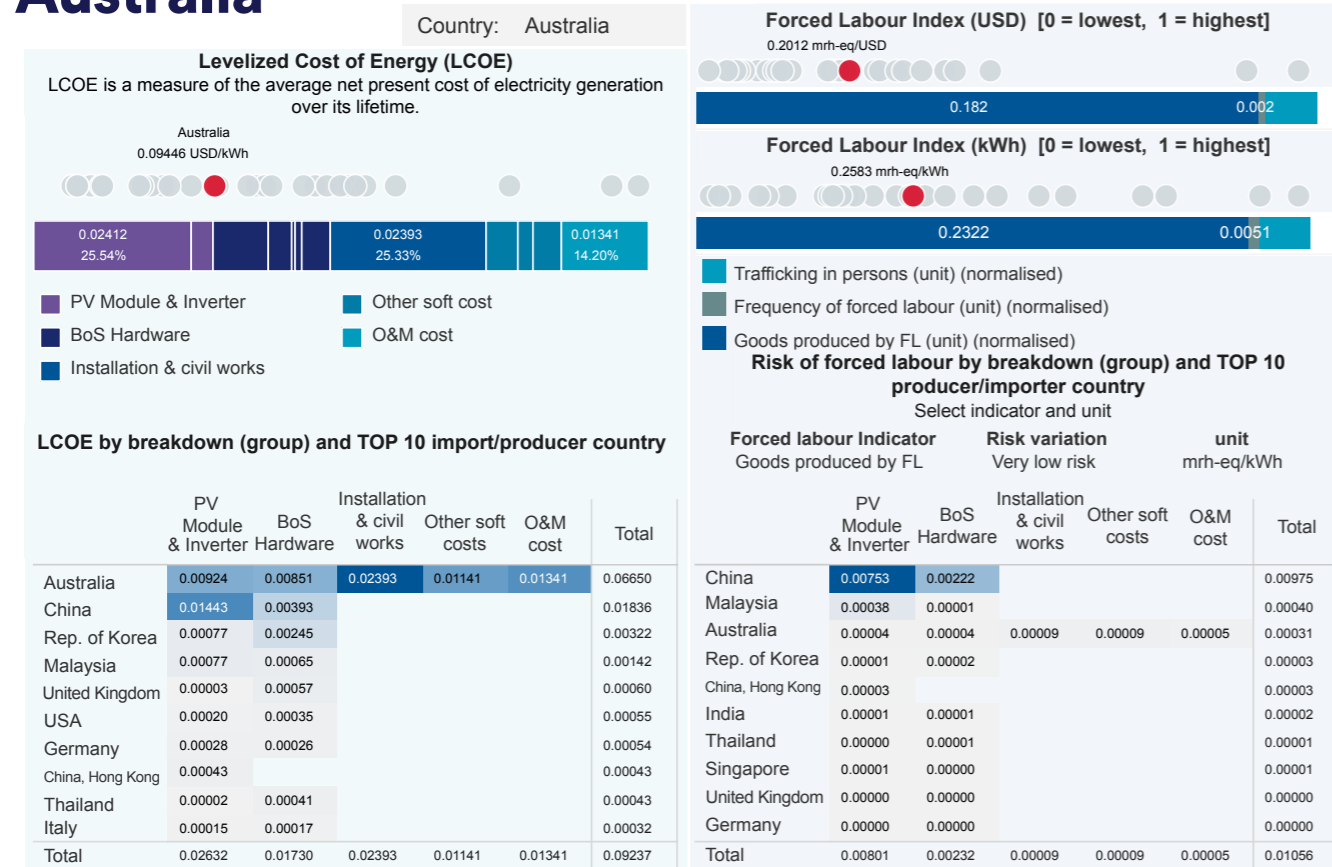 Australia
Country: Australia
Levelized Cost of Energy (LCOE)
LCOE is a measure of the average net present cost of electricity generation
over its lifetime.
Australia
0.09446 USD/kWh
0.02412 0.02393 0.01341
25.54% 25.33% 14.20%
PV Module & Inverter Other soft cost
BoS Hardware O&M cost
Installation & civil works
LCOE by breakdown (group) and TOP 10 import/producer country
PV Module & Inverter BoS Hardware Installation & civil works Other soft costs O&M cost Total
Australia 0.00924 0.00851 0.02393 0.01141 0.01341 0.06650
China 0.01443 0.00393 0.01836
Rep. of Korea 0.00077 0.00245 0.00322
Malaysia 0.00077 0.00065 0.00142
United Kingdom 0.00003 0.00057 0.00060
USA 0.00020 0.00035 0.00055
Germany 0.00028 0.00026 0.00054
China, Hong Kong 0.00043 0.00043
Thailand 0.00002 0.00041 0.00043
Italy 0.00015 0.00017 0.00032
Total 0.02632 0.01730 0.02393 0.01141 0.01341 0.09237
Forced Labour Index (USD) [0 = lowest, 1 = highest]
0.2012 mrh-eq/USD
0.182 0.002
Forced Labour Index (kWh) [0 = lowest, 1 = highest]
0.2583 mrh-eq/kWh
0.2322 0.0051
Trafficking in persons (unit) (normalised)
Frequency of forced labour (unit) (normalised)
Goods produced by FL (unit) (normalised)
Risk of forced labour by breakdown (group) and TOP 10
producer/importer country
Select indicator and unit
Forced labour Indicator Risk variation unit
Goods produced by FL Very low risk mrh-eq/kWh
PV Module & Inverter BoS Hardware Installation & civil works Other soft costs O&M cost Total
China 0.00753 0.00222 0.00975
Malaysia 0.00038 0.00001 0.00040
Australia 0.00004 0.00004 0.00009 0.00009 0.00005 0.00031
Rep. of Korea 0.00001 0.00002 0.00003
China, Hong Kong 0.00003 0.00003
India 0.00001 0.00001 0.00002
Thailand 0.00000 0.00001 0.00001
Singapore 0.00001 0.00000 0.00001
United Kingdom 0.00000 0.00000 0.00000
Germany 0.00000 0.00000 0.00000
Total 0.00801 0.00232 0.00009 0.00009 0.00005 0.01056